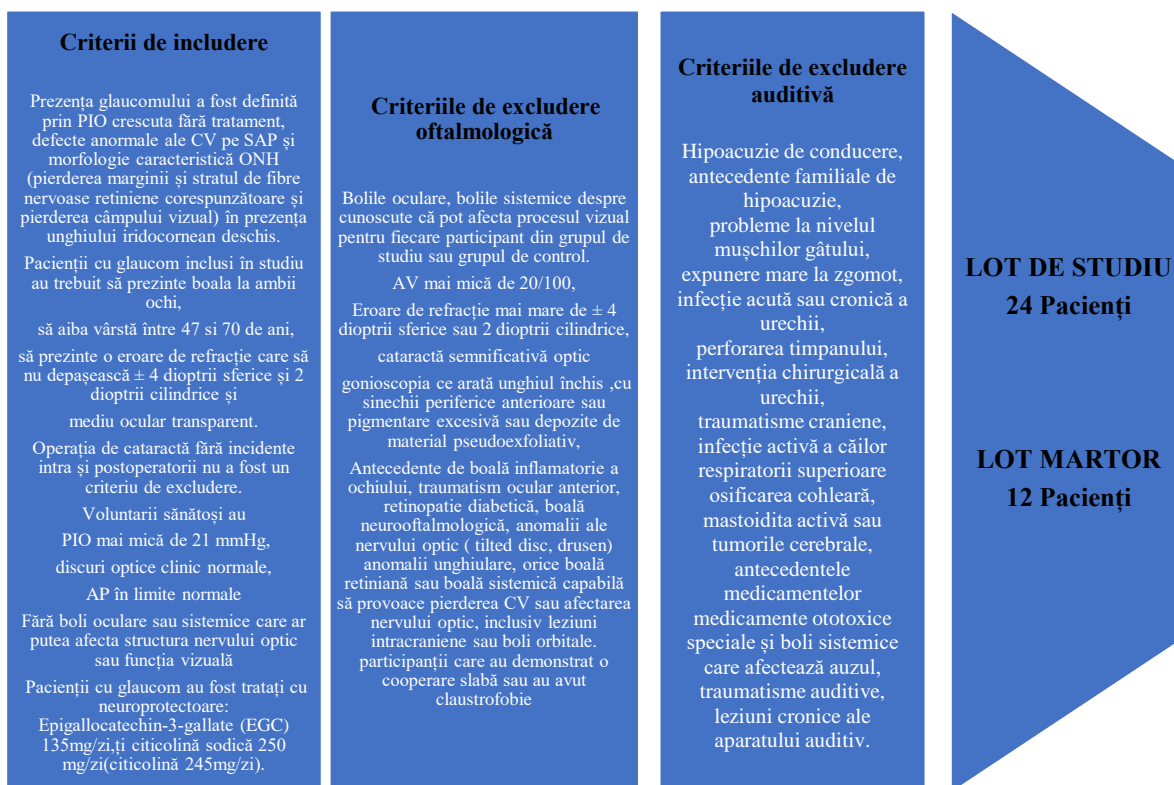 Criterii de includere
Prezența glaucomului a fost definită
prin PIO crescuta fără tratament,
defecte anormale ale CV pe SAP și
morfologie caracteristică ONH
(pierderea marginii și stratul de fibre
nervoase retiniene corespunzătoare și
pierderea câmpului vizual) în prezența
unghiului iridocornean deschis.
Pacienții cu glaucom inclusi în studiu
au trebuit să prezinte boala la ambii
ochi,
să aiba vârstă între 47 si 70 de ani,
să prezinte o eroare de refracție care să
nu depașească ± 4 dioptrii sferice și 2
dioptrii cilindrice și
mediu ocular transparent.
Operația de cataractă fără incidente
intra și postoperatorii nu a fost un
criteriu de excludere.
Voluntarii sănătoși au
PIO mai mică de 21 mmHg,
discuri optice clinic normale,
AP în limite normale
Fără boli oculare sau sistemice care ar
putea afecta structura nervului optic
sau funcția vizuală
Pacienții cu glaucom au fost tratați cu
neuroprotectoare:
Epigallocatechin-3-gallate (EGC)
135mg/zi,ți citicolină sodică 250
mg/zi(citicolină 245mg/zi).
Criteriile de excludere
oftalmologică
Bolile oculare, bolile sistemice despre
cunoscute că pot afecta procesul vizual
pentru fiecare participant din grupul de
studiu sau grupul de control.
AV mai mică de 20/100,
Eroare de refracție mai mare de ± 4
dioptrii sferice sau 2 dioptrii cilindrice,
cataractă semnificativ optic
gonioscopia ce arată unghiul închis ,cu
sinechii periferice anterioare sau
pigmentare excesivă sau depozite de
material pseudoexfoliativ,
Antecedente de boală inflamatorie a
ochiului, traumatism ocular anterior,
retinopatie diabetică, boală
neurooftalmologică, anomalii ale
nervului optic ( tilted disc, drusen)
anomalii unghiulare, orice boală
retiniană sau boală sistemică capabilă
să provoace pierderea CV sau afectarea
nervului optic, inclusiv leziuni
intracraniene sau boli orbitale.
participanții care au demonstrat o
cooperare slabă sau au avut
claustrofobie
Criteriile de excludere
auditivă
Hipoacuzie de conducere,
antecedente familiale de
hipoacuzie,
probleme la nivelul
mușchilor gâtului,
expunere mare la zgomot,
infecție acută sau cronică a
urechii,
perforarea timpanului,
intervenția chirurgicală a
urechii,
traumatisme craniene,
infecție activă a căilor
respiratorii superioare
osificarea cohleară,
mastoidita activă sau
tumorile cerebrale,
antecedentele
medicamentelor
medicamente ototoxice
speciale și boli sistemice
care afectează auzul,
traumatisme auditive,
leziuni cronice ale
aparatului auditiv.
LOT DE STUDIU
24 Pacienți
LOT MARTOR
12 Pacienți